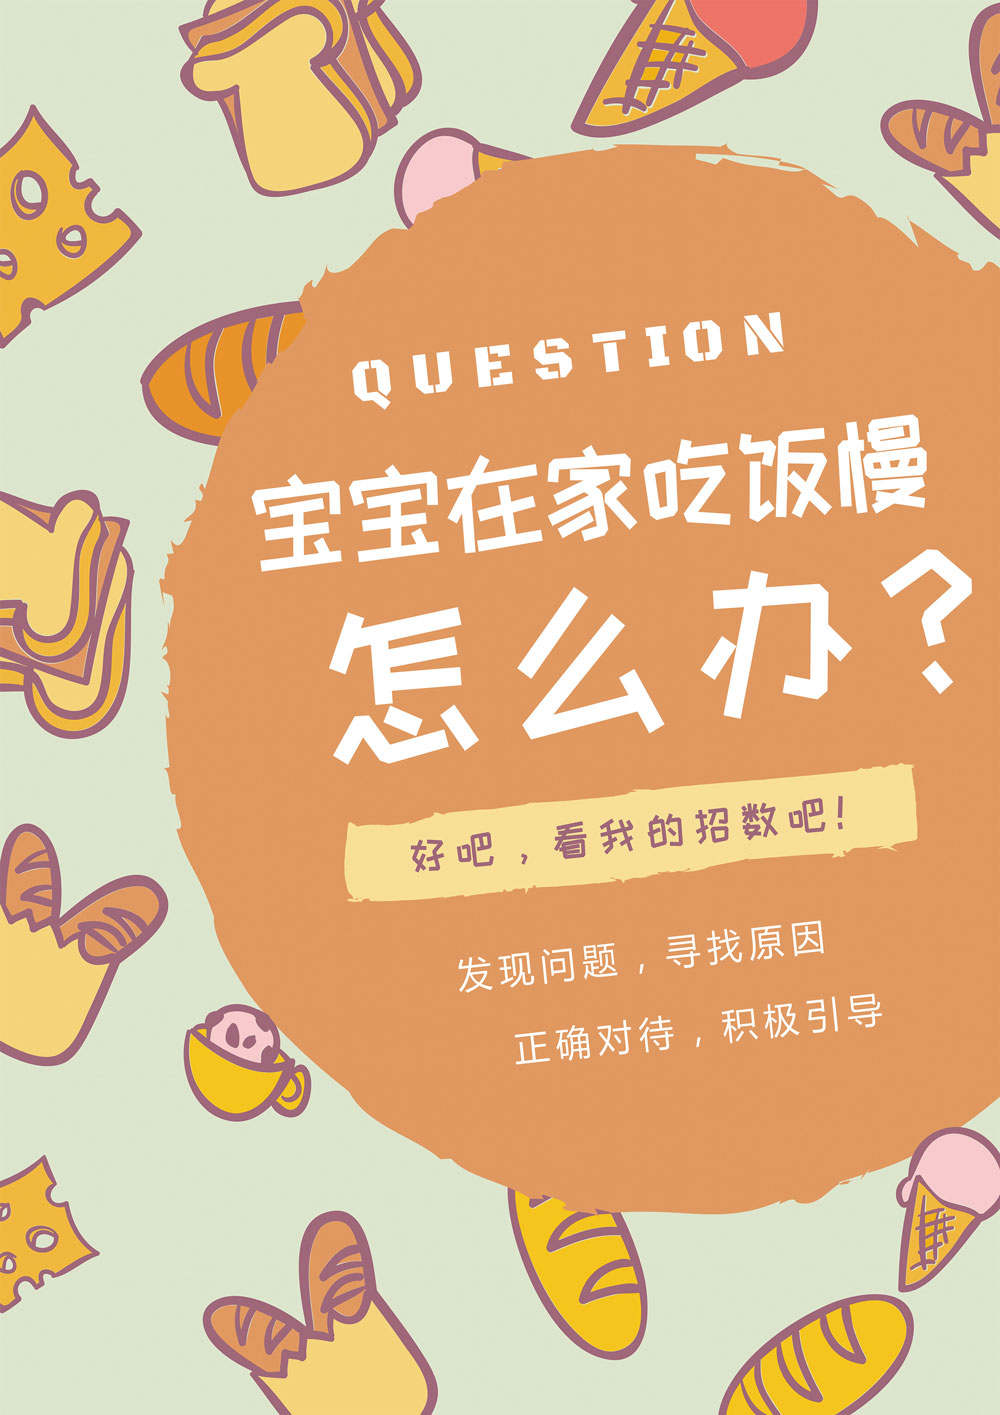 QUESTION
宝宝在家吃饭慢
怎么办？
好吧，看我的招数吧！
发现问题，寻找原因
正确对待，积极引导